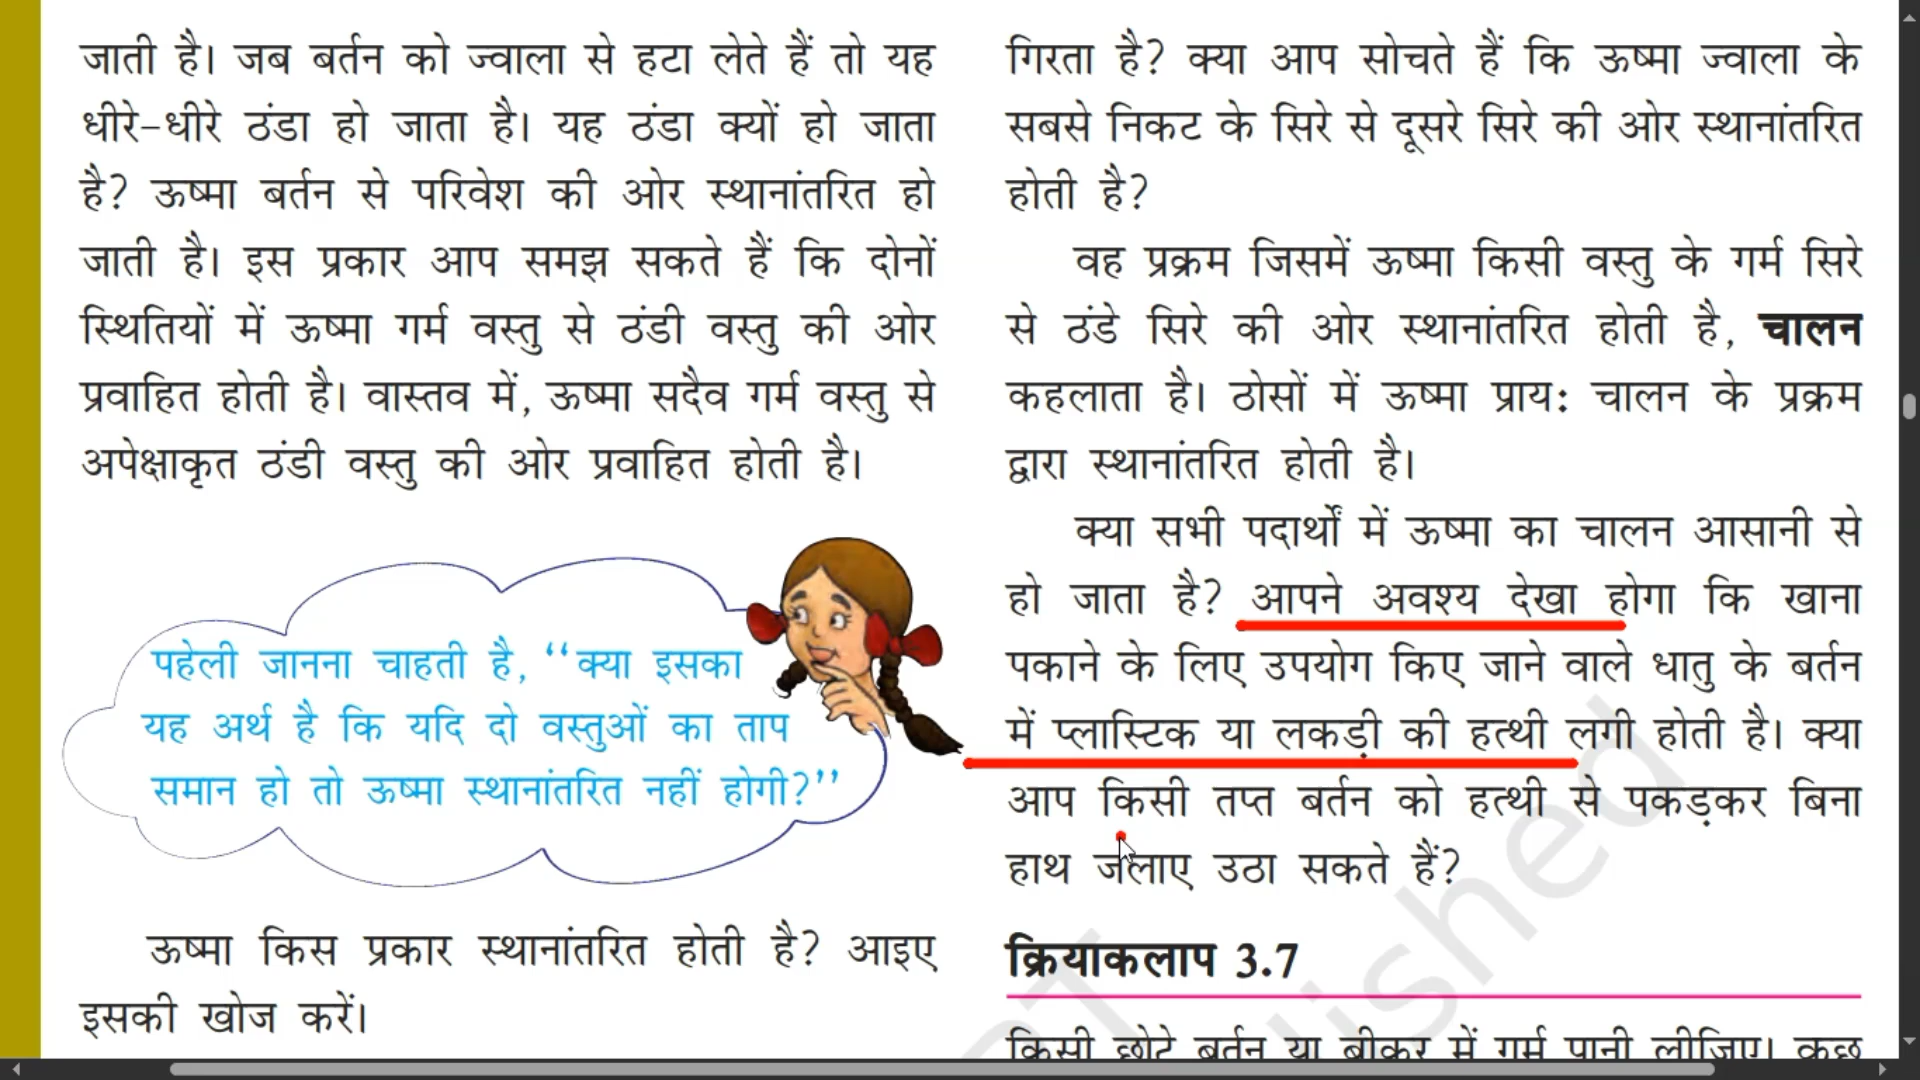 जाती है। जब बर्तन को ज्वाला से हटा लेते हैं तो यह
धीरे-धीरे ठंडा हो जाता है। यह ठंडा क्यों हो जाता
है? ऊष्मा बर्तन से परिवेश की ओर स्थानांतरित हो
जाती है। इस प्रकार आप समझ सकते हैं कि दोनों
स्थितियों में ऊष्मा गर्म वस्तु से ठंडी वस्तु की ओर
प्रवाहित होती है। वास्तव में, ऊष्मा सदैव गर्म वस्तु से
अपेक्षाकृत ठंडी वस्तु की ओर प्रवाहित होती है।
पहेली जानना चाहती है, “क्या इसका
यह अर्थ है कि यदि दो वस्तुओं का ताप
समान हो तो ऊष्मा स्थानांतरित नहीं होगी?”
ऊष्मा किस प्रकार स्थानांतरित होती है? आइए
इसकी खोज करें।
गिरता है? क्या आप सोचते हैं कि ऊष्मा ज्वाला के
सबसे निकट के सिरे से दूसरे सिरे की ओर स्थानांतरित
होती है?
वह प्रक्रम जिसमें ऊष्मा किसी वस्तु के गर्म सिरे
से ठंडे सिरे की ओर स्थानांतरित होती है, चालन
कहलाता है। ठोसों में ऊष्मा प्रायः चालन के प्रक्रम
द्वारा स्थानांतरित होती है।
क्या सभी पदार्थों में ऊष्मा का चालन आसानी से
हो जाता है? आपने अवश्य देखा होगा कि खाना
पकाने के लिए उपयोग किए जाने वाले धातु के बर्तन
में प्लास्टिक या लकड़ी की हत्थी लगी होती है। क्या
आप किसी तप्त बर्तन को हत्थी से पकड़कर बिना
हाथ जलाए उठा सकते हैं?
क्रियाकलाप 3.7
किसी छोटे बर्तन या बीकर में गर्म पानी लीजिए। कुछ